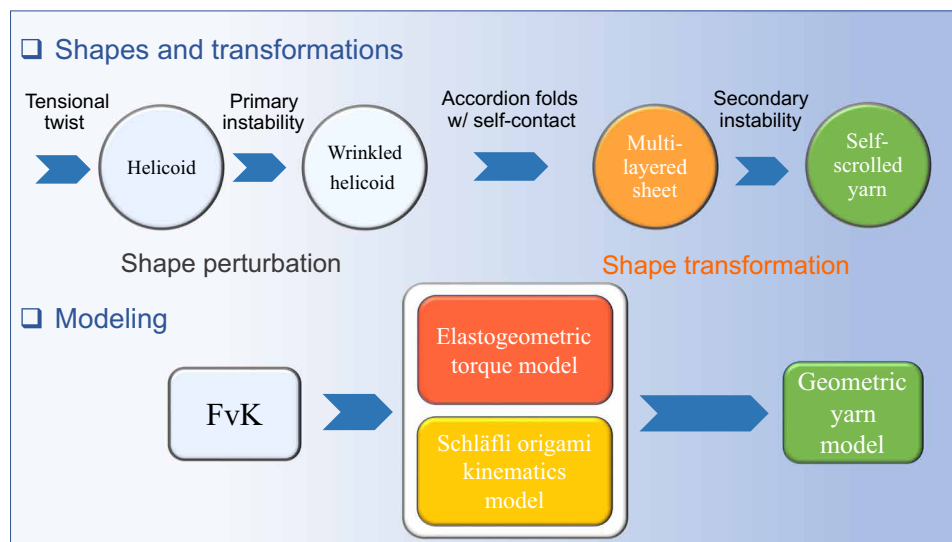 ❑ Shapes and transformations
Tensional
twist
Primary
instability
Accordion folds
w/ self-contact
Secondary
instability
Helicoid
Wrinkled
helicoid
Multi-
layered
sheet
Self-
scrolled
yarn
Shape perturbation
Shape transformation
❑ Modeling
FvK
Elastogeometric
torque model
Schläfli origami
kinematics
model
Geometric
yarn
model